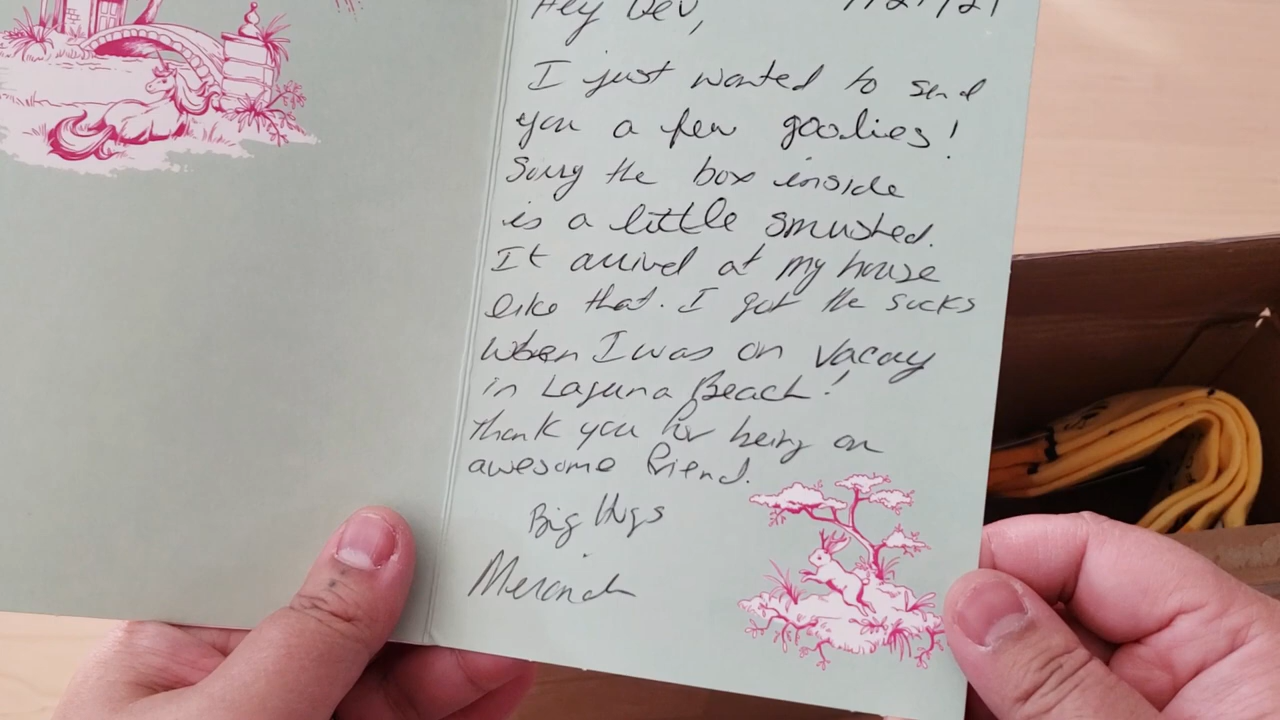 Hey Dev,
I just wanted to send
you a few goodies!
Sorry the box inside
is a little smushed.
It arrived at my house
like that. I got the socks
when I was on vacay
in Laguna Beach!
Thank you for being an
awesome friend.
Big Hugs